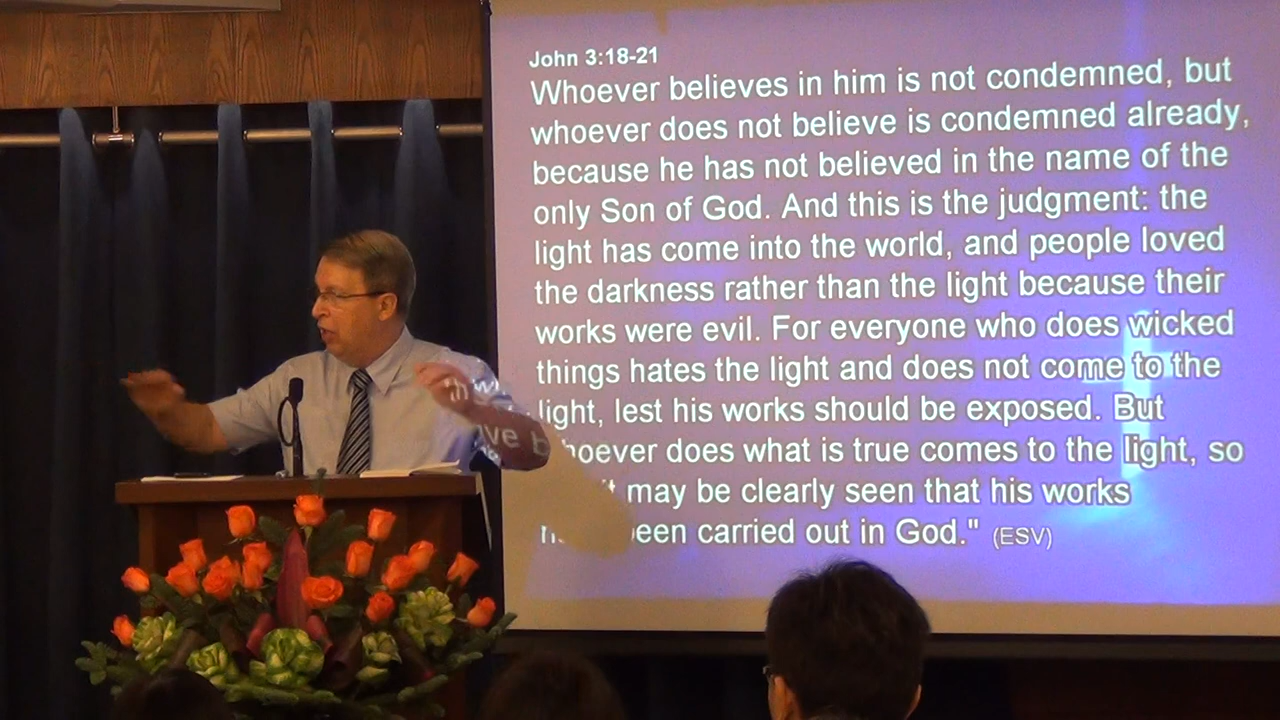 John 3:18-21
Whoever believes in him is not condemned, but
whoever does not believe is condemned already,
because he has not believed in the name of the
only Son of God. And this is the judgment: the
light has come into the world, and people loved
the darkness rather than the light because their
works were evil. For everyone who does wicked
things hates the light and does not come to the
light, lest his works should be exposed. But
does what is true comes to the light, so
may be clearly seen that his works
been carried out in God." (ESV)